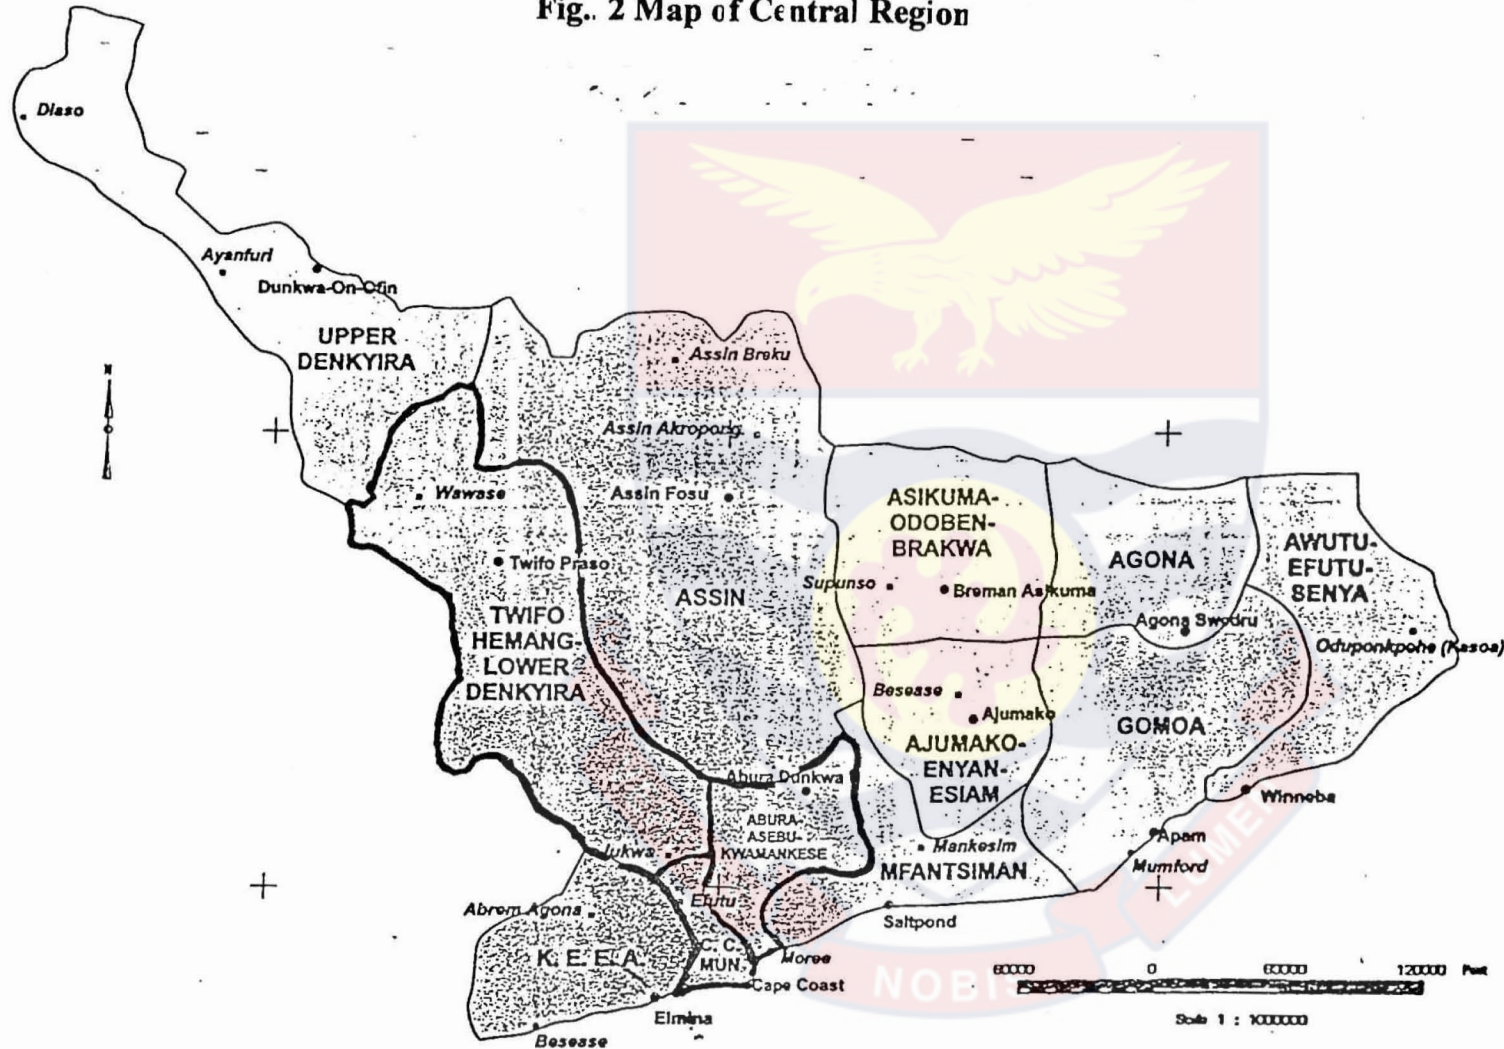 Fig.. 2 Map of Central Region
Diaso
Ayanfuri
Dunkwa-On-Ofin
UPPER
DENKYIRA
N
Assin Breku
Assin Akropong
Wawase
Assin Fosu
ASIKUMA-
ODOBEN-
BRAKWA
AGONA
AWUTU-
EFUTU-
SENYA
Twifo Praso
Supunso
Breman Asikuma
ASSIN
TWIFO
HEMANG-
LOWER
DENKYIRA
Agona Swedru
Oduponkpehe (Kasoa)
Besease
Ajumako
GOMOA
AJUMAKO-
ENYAN-
ESIAM
Abura Dunkwa
Winneba
ABURA-
ASEBU-
KWAMANKESE
Apam
Jukwa
Mankesim
Mumford
MFANTSIMAN
Efutu
Abrem Agona
Saltpond
K. E. E. A.
C. C.
MUN.
Moree
Cape Coast
Elmina
Besease
60000 0 60000 120000 Feet
Scale 1 : 1000000
NOBIS
LUMEN